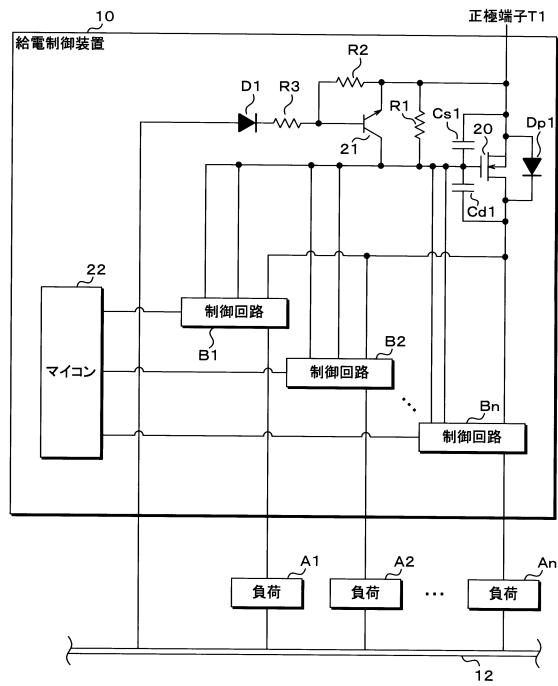 10
正極端子T1
給電制御装置
R2
D1
R3
Cs1
Dp1
R1
20
21
Cd1
22
制御回路
B1
マイコン
B2
制御回路
Bn
制御回路
A1
A2
An
負荷
負荷
負荷
12